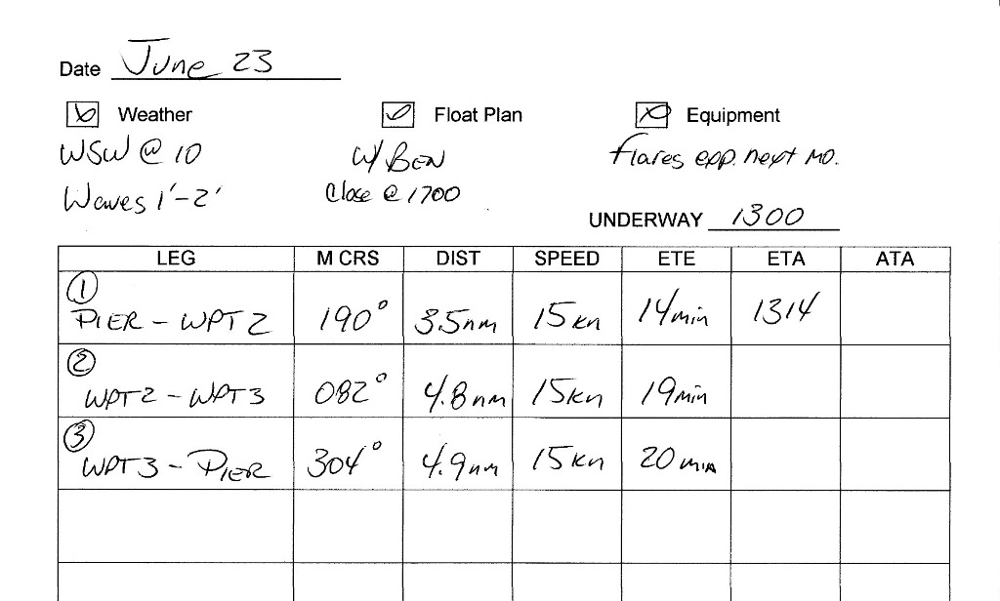 Date June 23
Weather Float Plan Equipment
WSW @ 10 w/ BEN flares exp. next mo.
Waves 1'-2' Close @ 1700
UNDERWAY 1300
LEG M CRS DIST SPEED ETE ETA ATA
① PIER - WPT2 190° 3.5nm 15kn 14min 1314
② WPT2 - WPT3 082° 4.8nm 15kn 19min
③ WPT3 - PIER 304° 4.9nm 15kn 20min